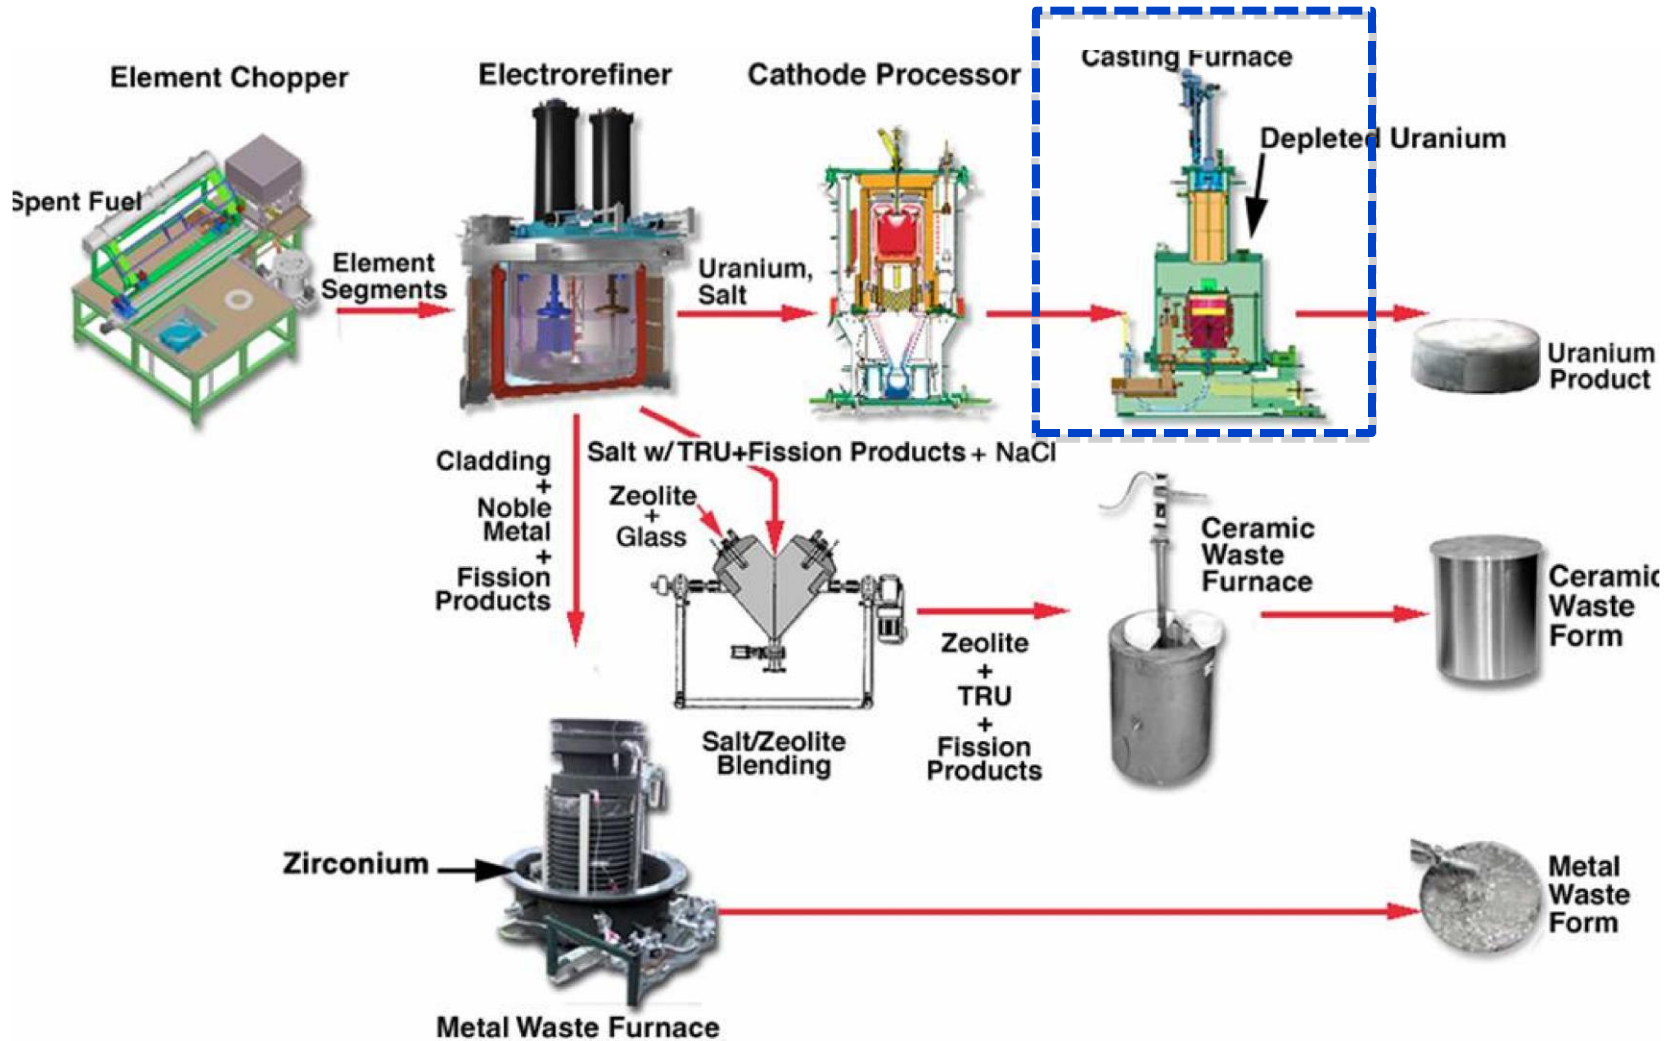 Element Chopper
Electrorefiner
Cathode Processor
Casting Furnace
Depleted Uranium
Spent Fuel
Element
Segments
Uranium,
Salt
Uranium
Product
Salt w/TRU+Fission Products + NaCl
Cladding
+
Noble
Metal
+
Fission
Products
Zeolite
+
Glass
Salt/Zeolite
Blending
Zeolite
+
TRU
+
Fission
Products
Ceramic
Waste
Furnace
Ceramic
Waste
Form
Zirconium
Metal Waste Furnace
Metal
Waste
Form